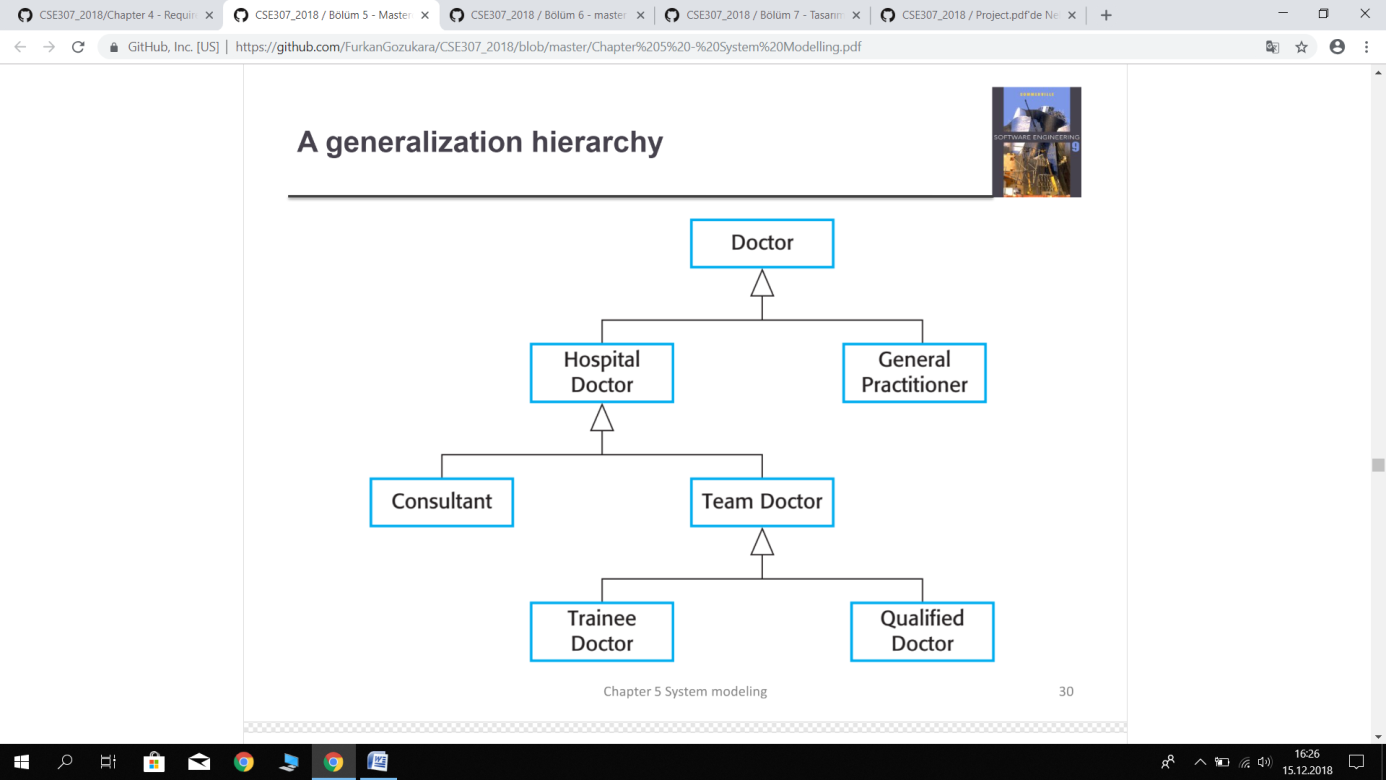 CSE307_2018/Chapter 4 - Requin
CSE307_2018 / Bölüm 5 - Master
CSE307_2018 / Bölüm 6 - master
CSE307_2018 / Bölüm 7 - Tasarım
CSE307_2018 / Project.pdf'de Ne
GitHub, Inc. [US] | https://github.com/FurkanGozukara/CSE307_2018/blob/master/Chapter%205%20-%20System%20Modelling.pdf
A generalization hierarchy
SOMMERVILLE
SOFTWARE ENGINEERING
9
Doctor
Hospital
Doctor
General
Practitioner
Consultant
Team Doctor
Trainee
Doctor
Qualified
Doctor
Chapter 5 System modeling
30
16:26
15.12.2018